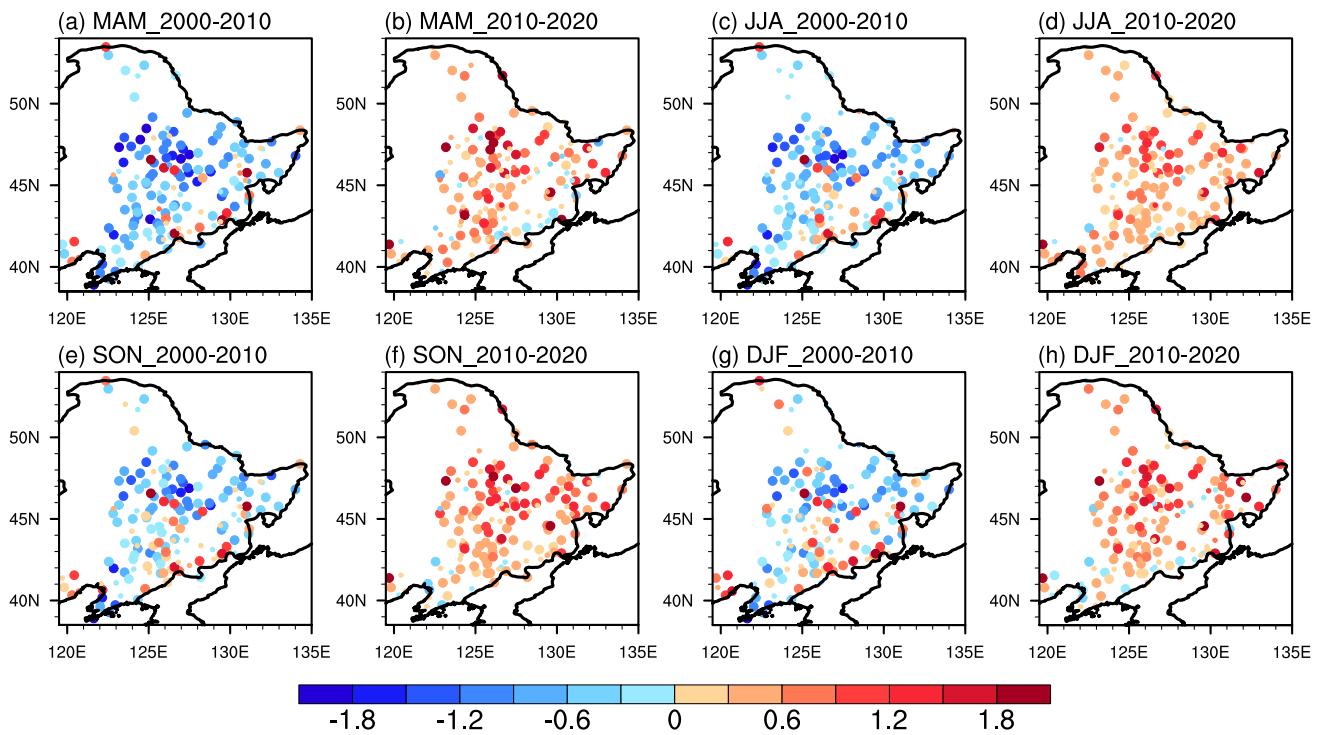 (a) MAM_2000-2010 (b) MAM_2010-2020 (c) JJA_2000-2010 (d) JJA_2010-2020
50N 50N 50N 50N
45N 45N 45N 45N
40N 40N 40N 40N
120E 125E 130E 135E 120E 125E 130E 135E 120E 125E 130E 135E 120E 125E 130E 135E
(e) SON_2000-2010 (f) SON_2010-2020 (g) DJF_2000-2010 (h) DJF_2010-2020
50N 50N 50N 50N
45N 45N 45N 45N
40N 40N 40N 40N
120E 125E 130E 135E 120E 125E 130E 135E 120E 125E 130E 135E 120E 125E 130E 135E
-1.8 -1.2 -0.6 0 0.6 1.2 1.8